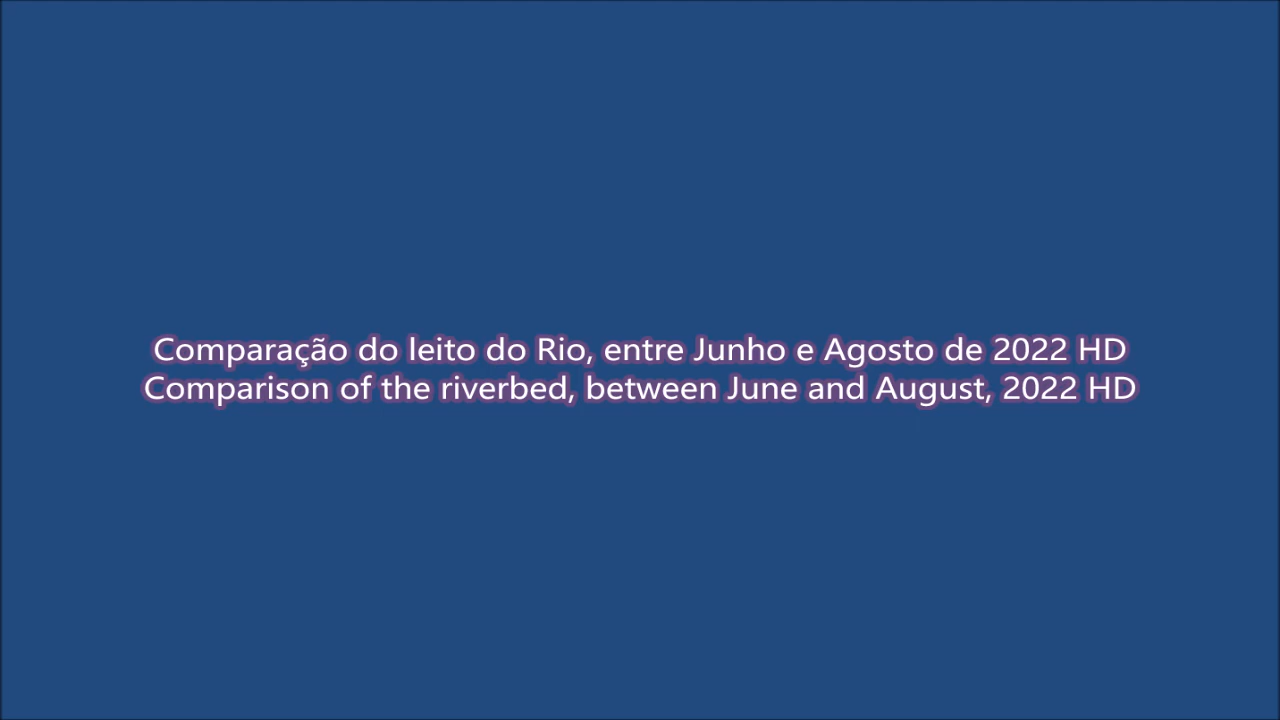 Comparação do leito do Rio, entre Junho e Agosto de 2022 HD
Comparison of the riverbed, between June and August, 2022 HD